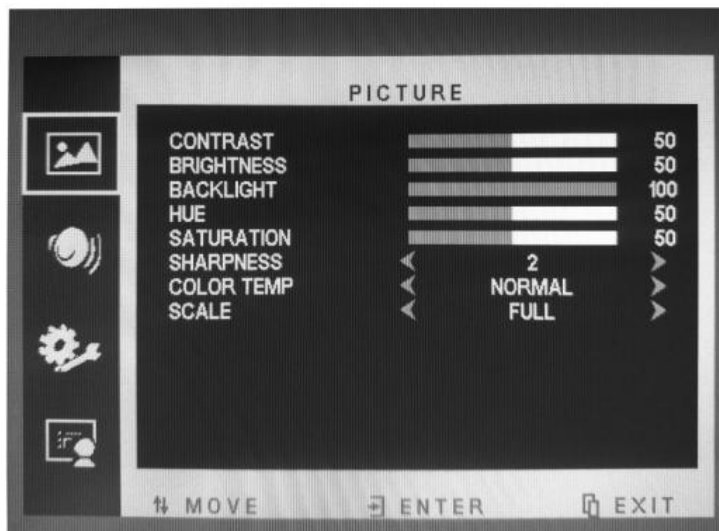 PICTURE
CONTRAST 50
BRIGHTNESS 50
BACKLIGHT 100
HUE 50
SATURATION 50
SHARPNESS 2
COLOR TEMP NORMAL
SCALE FULL
MOVE ENTER EXIT